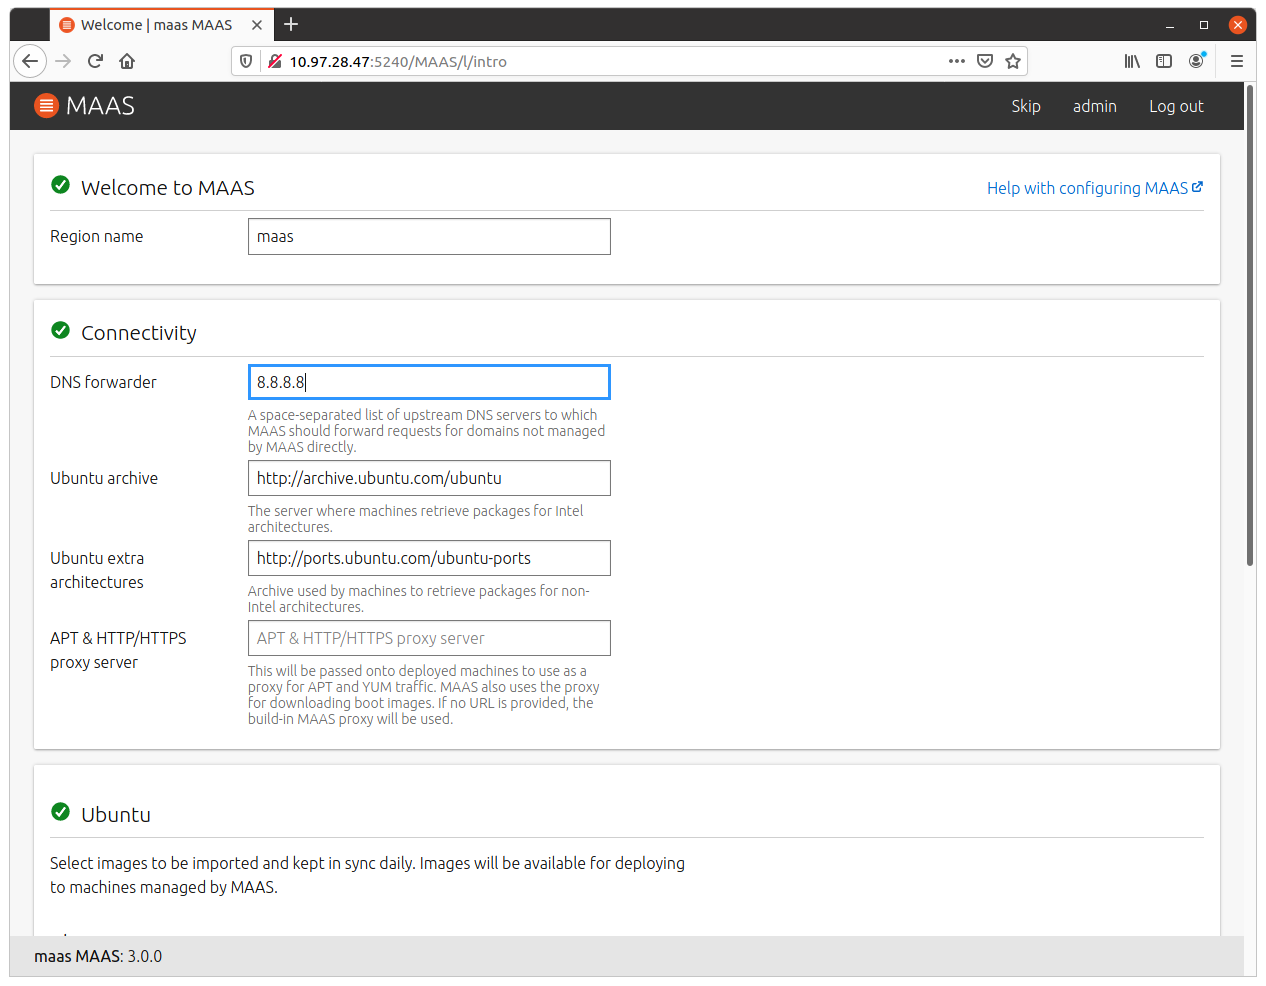 Welcome | maas MAAS
10.97.28.47:5240/MAAS/l/intro
MAAS
Skip admin Log out
Welcome to MAAS
Help with configuring MAAS
Region name
maas
Connectivity
DNS forwarder
8.8.8.8
A space-separated list of upstream DNS servers to which
MAAS should forward requests for domains not managed
by MAAS directly.
Ubuntu archive
http://archive.ubuntu.com/ubuntu
The server where machines retrieve packages for Intel
architectures.
Ubuntu extra
architectures
http://ports.ubuntu.com/ubuntu-ports
Archive used by machines to retrieve packages for non-
Intel architectures.
APT & HTTP/HTTPS
proxy server
APT & HTTP/HTTPS proxy server
This will be passed onto deployed machines to use as a
proxy for APT and YUM traffic. MAAS also uses the proxy
for downloading boot images. If no URL is provided, the
build-in MAAS proxy will be used.
Ubuntu
Select images to be imported and kept in sync daily. Images will be available for deploying
to machines managed by MAAS.
maas MAAS: 3.0.0